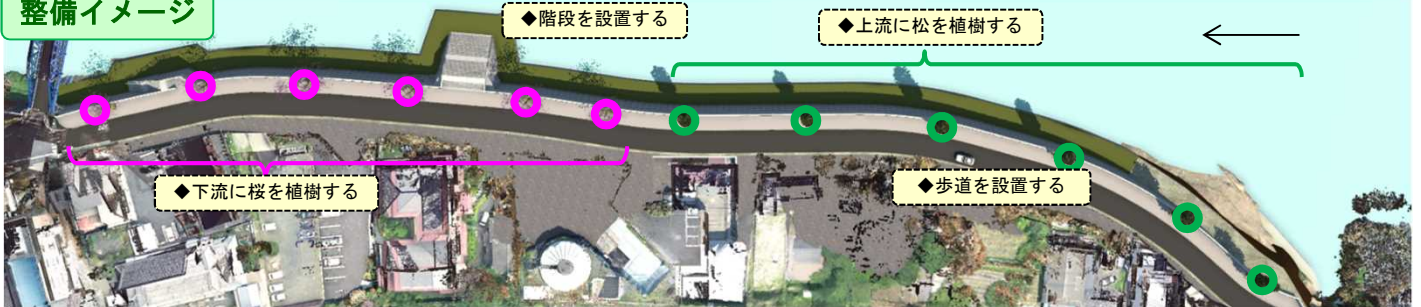 整備イメージ
◆階段を設置する
◆上流に松を植樹する
◆下流に桜を植樹する
◆歩道を設置する